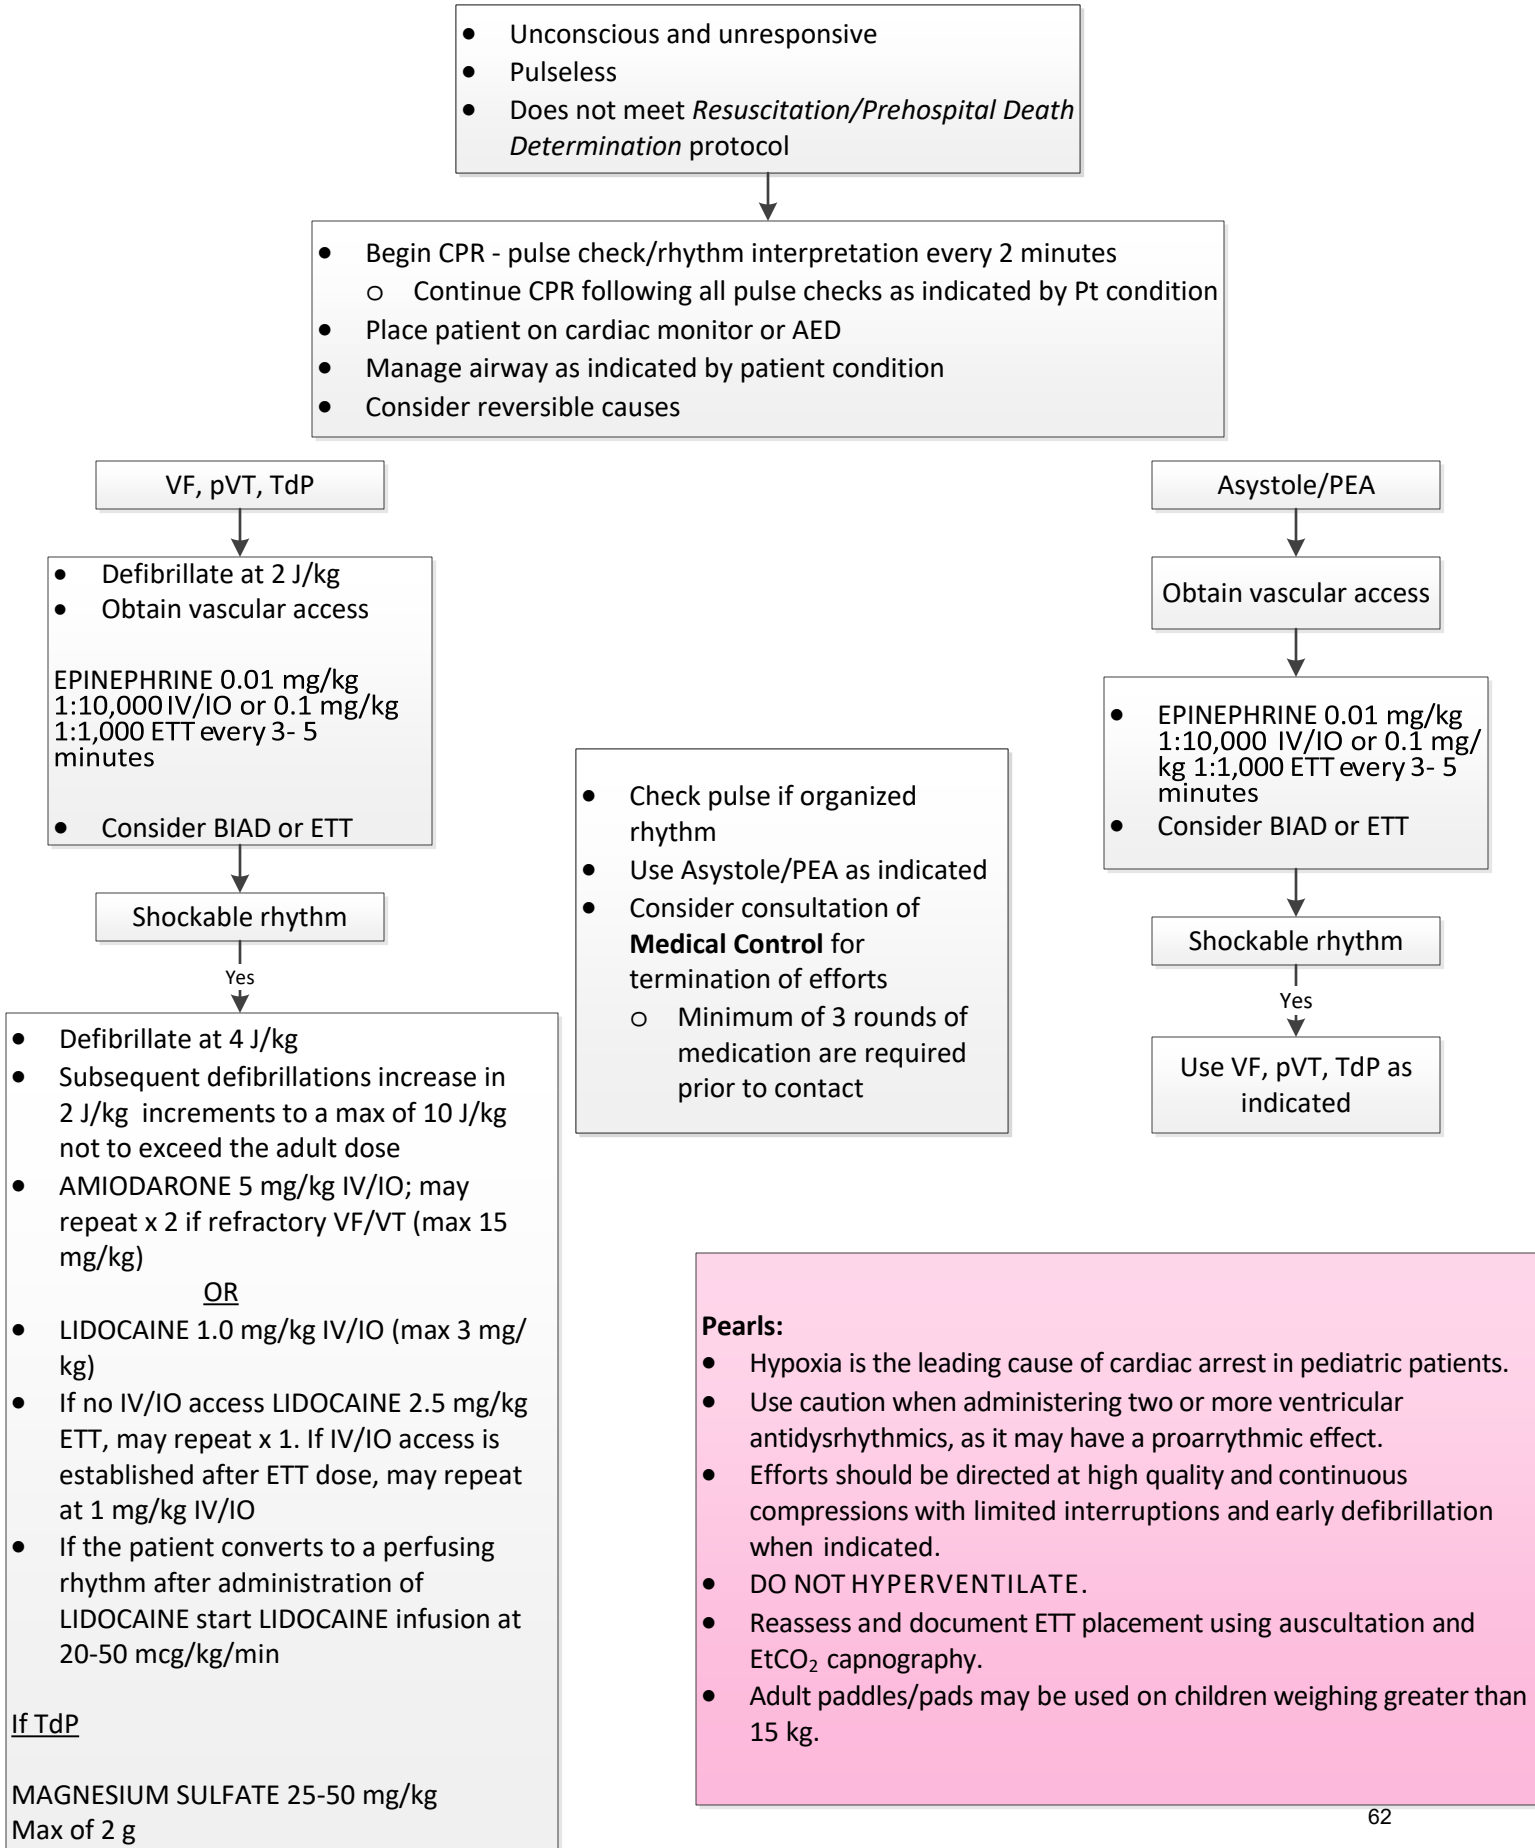 • Unconscious and unresponsive
• Pulseless
• Does not meet Resuscitation/Prehospital Death
Determination protocol
• Begin CPR - pulse check/rhythm interpretation every 2 minutes
o Continue CPR following all pulse checks as indicated by Pt condition
• Place patient on cardiac monitor or AED
• Manage airway as indicated by patient condition
• Consider reversible causes
VF, pVT, TdP
• Defibrillate at 2 J/kg
• Obtain vascular access
EPINEPHRINE 0.01 mg/kg
1:10,000 IV/IO or 0.1 mg/kg
1:1,000 ETT every 3- 5
minutes
• Consider BIAD or ETT
Shockable rhythm
Yes
• Defibrillate at 4 J/kg
• Subsequent defibrillations increase in
2 J/kg increments to a max of 10 J/kg
not to exceed the adult dose
• AMIODARONE 5 mg/kg IV/IO; may
repeat x 2 if refractory VF/VT (max 15
mg/kg)
OR
• LIDOCAINE 1.0 mg/kg IV/IO (max 3 mg/
kg)
• If no IV/IO access LIDOCAINE 2.5 mg/kg
ETT, may repeat x 1. If IV/IO access is
established after ETT dose, may repeat
at 1 mg/kg IV/IO
• If the patient converts to a perfusing
rhythm after administration of
LIDOCAINE start LIDOCAINE infusion at
20-50 mcg/kg/min
If TdP
MAGNESIUM SULFATE 25-50 mg/kg
Max of 2 g
• Check pulse if organized
rhythm
• Use Asystole/PEA as indicated
• Consider consultation of
Medical Control for
termination of efforts
o Minimum of 3 rounds of
medication are required
prior to contact
Asystole/PEA
Obtain vascular access
• EPINEPHRINE 0.01 mg/kg
1:10,000 IV/IO or 0.1 mg/
kg 1:1,000 ETT every 3- 5
minutes
• Consider BIAD or ETT
Shockable rhythm
Yes
Use VF, pVT, TdP as
indicated
Pearls:
• Hypoxia is the leading cause of cardiac arrest in pediatric patients.
• Use caution when administering two or more ventricular
antidysrhythmics, as it may have a proarrythmic effect.
• Efforts should be directed at high quality and continuous
compressions with limited interruptions and early defibrillation
when indicated.
• DO NOT HYPERVENTILATE.
• Reassess and document ETT placement using auscultation and
EtCO₂ capnography.
• Adult paddles/pads may be used on children weighing greater than
15 kg.
62